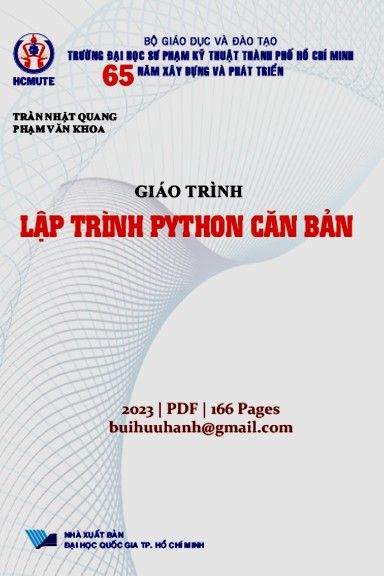 BỘ GIÁO DỤC VÀ ĐÀO TẠO
TRƯỜNG ĐẠI HỌC SƯ PHẠM KỸ THUẬT THÀNH PHỐ HỒ CHÍ MINH
65 NĂM XÂY DỰNG VÀ PHÁT TRIỂN
HCMUTE
TRẦN NHẬT QUANG
PHẠM VĂN KHOA
GIÁO TRÌNH
LẬP TRÌNH PYTHON CĂN BẢN
2023 | PDF | 166 Pages
buihuuhanh@gmail.com
NHÀ XUẤT BẢN
ĐẠI HỌC QUỐC GIA TP. HỒ CHÍ MINH